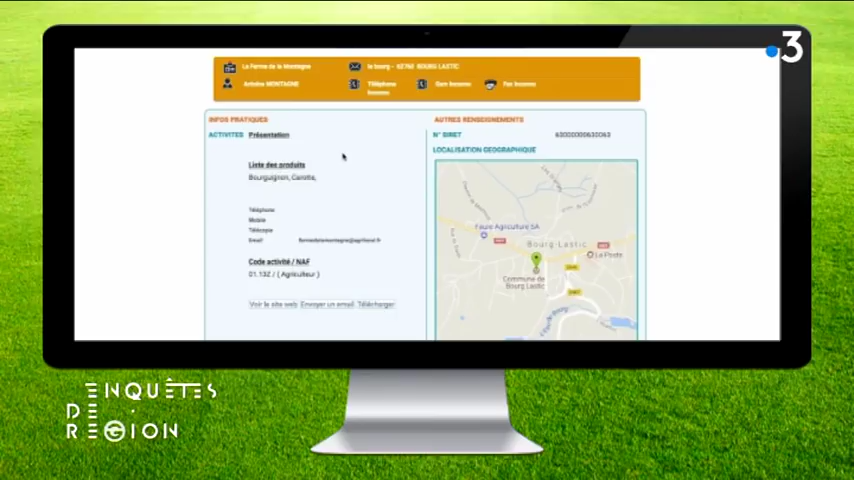 3
La Ferme de la Montagne
le bourg - 63760 BOURG LASTIC
Antoine MONTAGNE
Téléphone
Inconnu
Gsm Inconnu
Fax Inconnu
INFOS PRATIQUES
AUTRES RENSEIGNEMENTS
ACTIVITES Présentation
N° SIRET
63000000630063
LOCALISATION GEOGRAPHIQUE
Liste des produits
Bourguignon, Carotte,
Téléphone
Mobile
Télécopie
Email
Code activité / NAF
01.13Z / ( Agriculteur )
Voir le site web Envoyer un email Télécharger
Faure Agriculture SA
Bourg-Lastic
La Poste
Commune de
Bourg Lastic
ENQUÊTES
DE
RÉGION